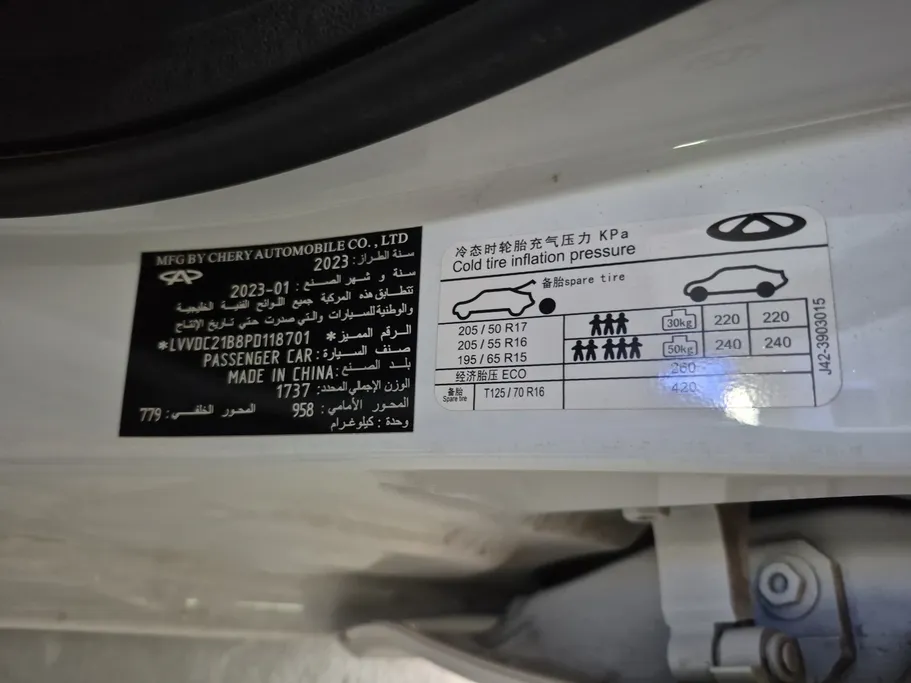 MFG BY CHERY AUTOMOBILE CO., LTD
سنة الطراز: 2023
سنة و شهر الصنع: 2023-01
تتطابق هذه المركبة جميع اللوائح الفنية الخليجية
والوطنية للسيارات والتي صدرت حتى تاريخ الإنتاج
الرقم المميز: *LVVDC21B8PD118701*
صنف السيارة: PASSENGER CAR
بلد الصنع: MADE IN CHINA
الوزن الإجمالي المحدد: 1737
المحور الأمامي: 958 المحور الخلفي: 779
وحدة: كيلوغرام
冷态时轮胎充气压力 KPa
Cold tire inflation pressure
备胎spare tire
205 / 50 R17
205 / 55 R16
195 / 65 R15
30kg 220 220
50kg 240 240
经济胎压 ECO 260
备胎 Spare tire T125 / 70 R16 420
J42-3903015